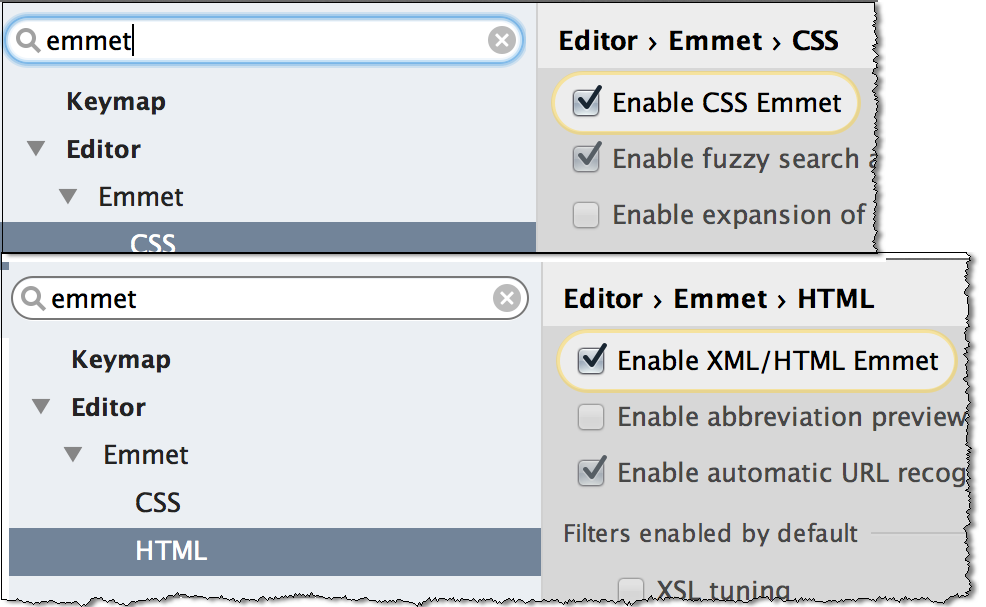 emmet
Editor › Emmet › CSS
Keymap
Enable CSS Emmet
Editor
Enable fuzzy search a
Emmet
Enable expansion of
CSS
emmet
Editor › Emmet › HTML
Keymap
Enable XML/HTML Emmet
Editor
Enable abbreviation preview
Emmet
Enable automatic URL recog
CSS
Filters enabled by default
HTML
XSL tuning